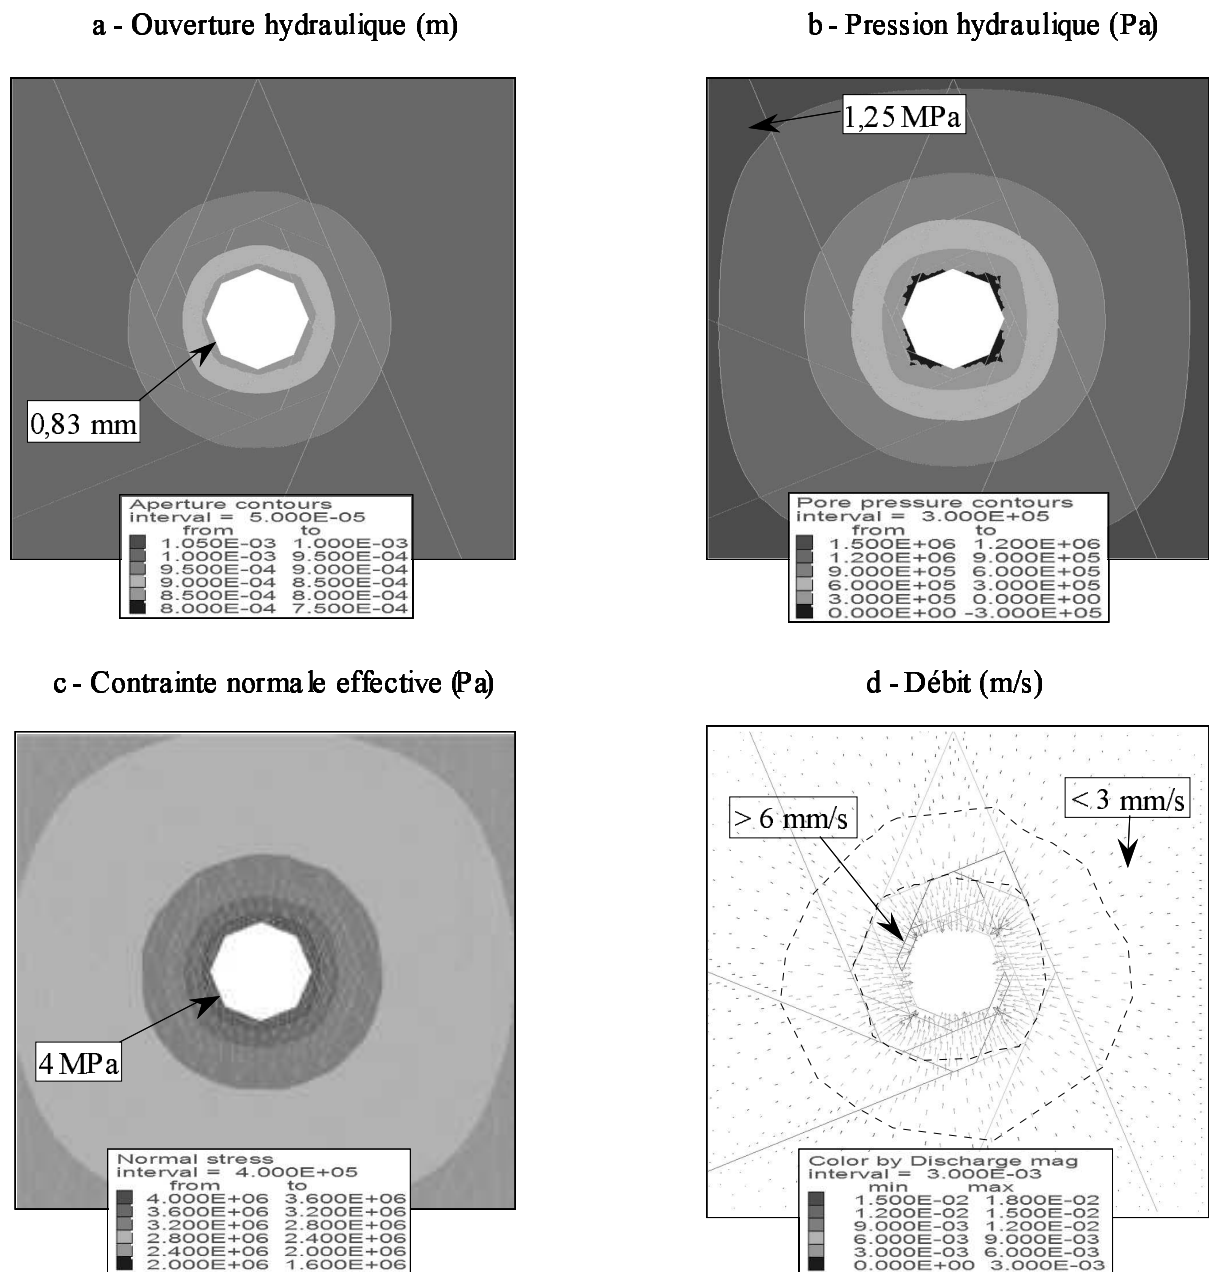 a - Ouverture hydraulique (m)
b - Pression hydraulique (Pa)
1,25 MPa
0,83 mm
Aperture contours
interval = 5.000E-05
from to
1.050E-03 1.000E-03
1.000E-03 9.500E-04
9.500E-04 9.000E-04
9.000E-04 8.500E-04
8.500E-04 8.000E-04
8.000E-04 7.500E-04
Pore pressure contours
interval = 3.000E+05
from to
1.500E+06 1.200E+06
1.200E+06 9.000E+05
9.000E+05 6.000E+05
6.000E+05 3.000E+05
3.000E+05 0.000E+00
0.000E+00 -3.000E+05
c - Contrainte normale effective (Pa)
d - Débit (m/s)
> 6 mm/s
< 3 mm/s
4 MPa
Normal stress
interval = 4.000E+05
from to
4.000E+06 3.600E+06
3.600E+06 3.200E+06
3.200E+06 2.800E+06
2.800E+06 2.400E+06
2.400E+06 2.000E+06
2.000E+06 1.600E+06
Color by Discharge mag
interval = 3.000E-03
min max
1.500E-02 1.800E-02
1.200E-02 1.500E-02
9.000E-03 1.200E-02
6.000E-03 9.000E-03
3.000E-03 6.000E-03
0.000E+00 3.000E-03